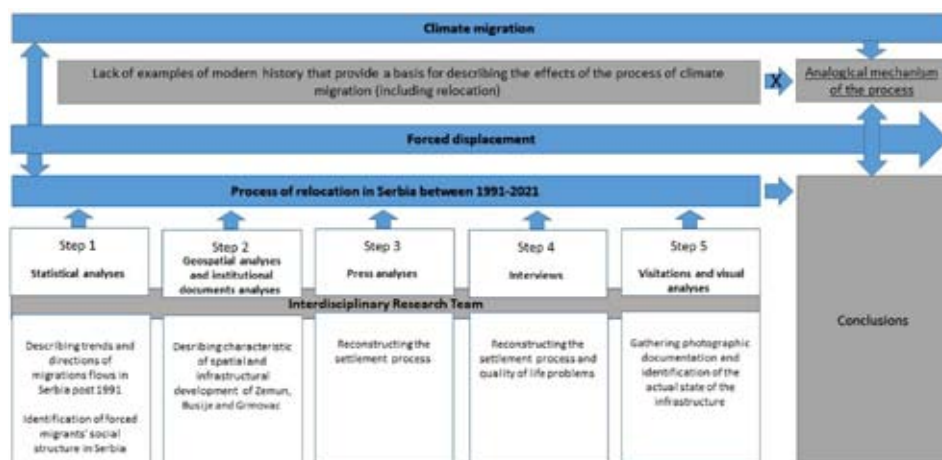 Climate migration
Lack of examples of modern history that provide a basis for describing the effects of the process of climate
migration (including relocation)
X
Analogical mechanism
of the process
Forced displacement
Process of relocation in Serbia between 1991-2021
Step 1
Statistical analyses
Step 2
Geospatial analyses
and institutional
documents analyses
Step 3
Press analyses
Step 4
Interviews
Step 5
Visitations and visual
analyses
Interdisciplinary Research Team
Describing trends and
directions of
migrations flows in
Serbia post 1991
Identification of forced
migrants' social
structure in Serbia
Desribing characteristic
of spatial and
infrastructural
development of Zemun,
Busije and Grmovac
Reconstructing the
settlement process
Reconstructing the
settlement process and
quality of life problems
Gathering photographic
documentation and
identification of the
actual state of the
infrastructure
Conclusions